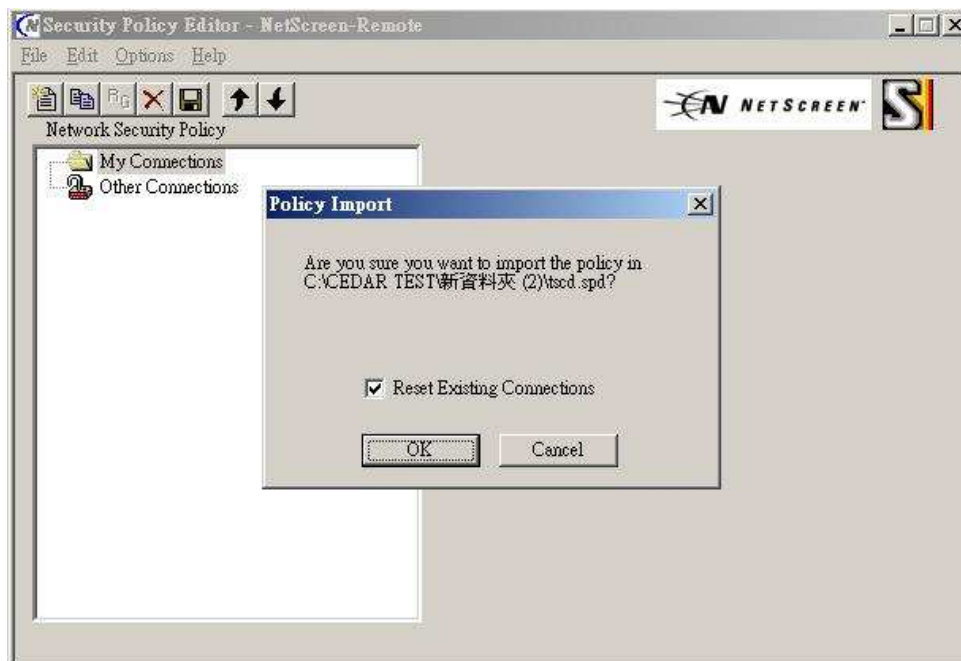 Security Policy Editor - NetScreen-Remote
File Edit Options Help
NETSCREEN
Network Security Policy
My Connections
Other Connections
Policy Import
Are you sure you want to import the policy in
C:\CEDAR TEST\新資料夾 (2)\tscd.spd?
Reset Existing Connections
OK Cancel